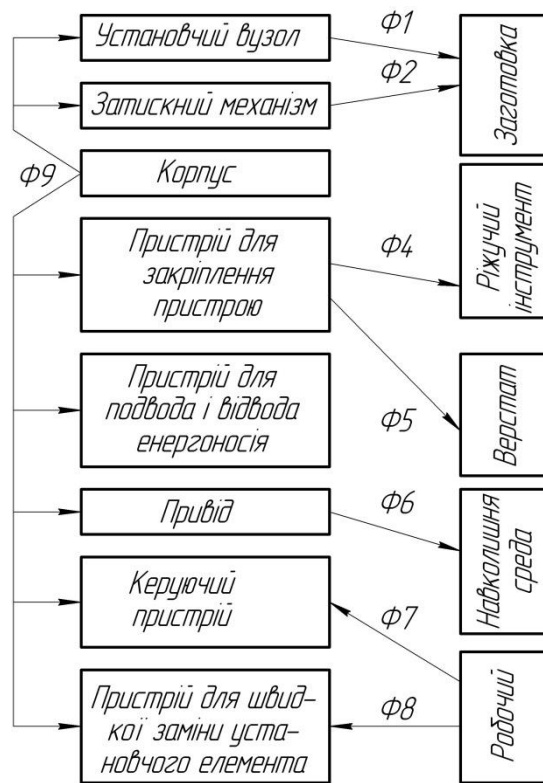 Установчий вузол
Ф1
Заготовка
Затискний механізм
Ф2
Ф9
Корпус
Пристрій для
закріплення
пристрою
Ф4
Ріжучий
інструмент
Пристрій для
подвода і відвода
енергоносія
Ф5
Верстат
Привід
Ф6
Навколишня
среда
Керуючий
пристрій
Ф7
Пристрій для швид-
кої заміни уста-
новчого елемента
Ф8
Робочий